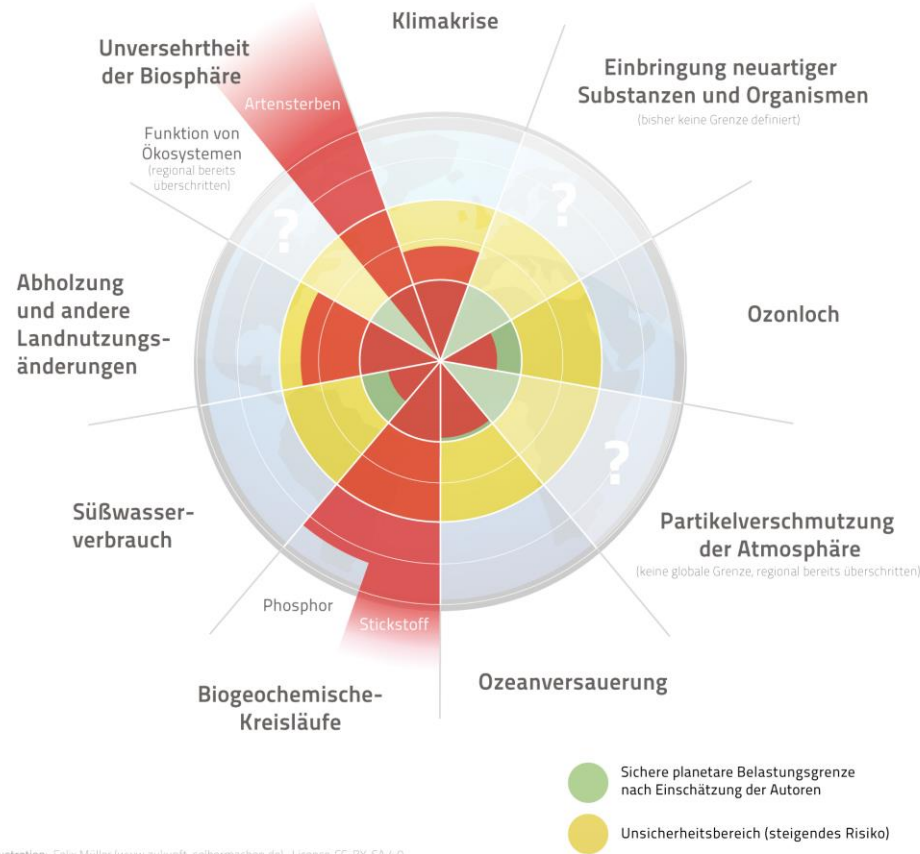 Klimakrise
Unversehrtheit
der Biosphäre
Artensterben
Funktion von
Ökosystemen
(regional bereits
überschritten)
?
Einbringung neuartiger
Substanzen und Organismen
(bisher keine Grenze definiert)
?
Abholzung
und andere
Landnutzungs-
änderungen
Ozonloch
?
Süßwasser-
verbrauch
Partikelverschmutzung
der Atmosphäre
(keine globale Grenze, regional bereits überschritten)
Phosphor
Stickstoff
Biogeochemische-
Kreisläufe
Ozeanversauerung
Sichere planetare Belastungsgrenze
nach Einschätzung der Autoren
Unsicherheitsbereich (steigendes Risiko)